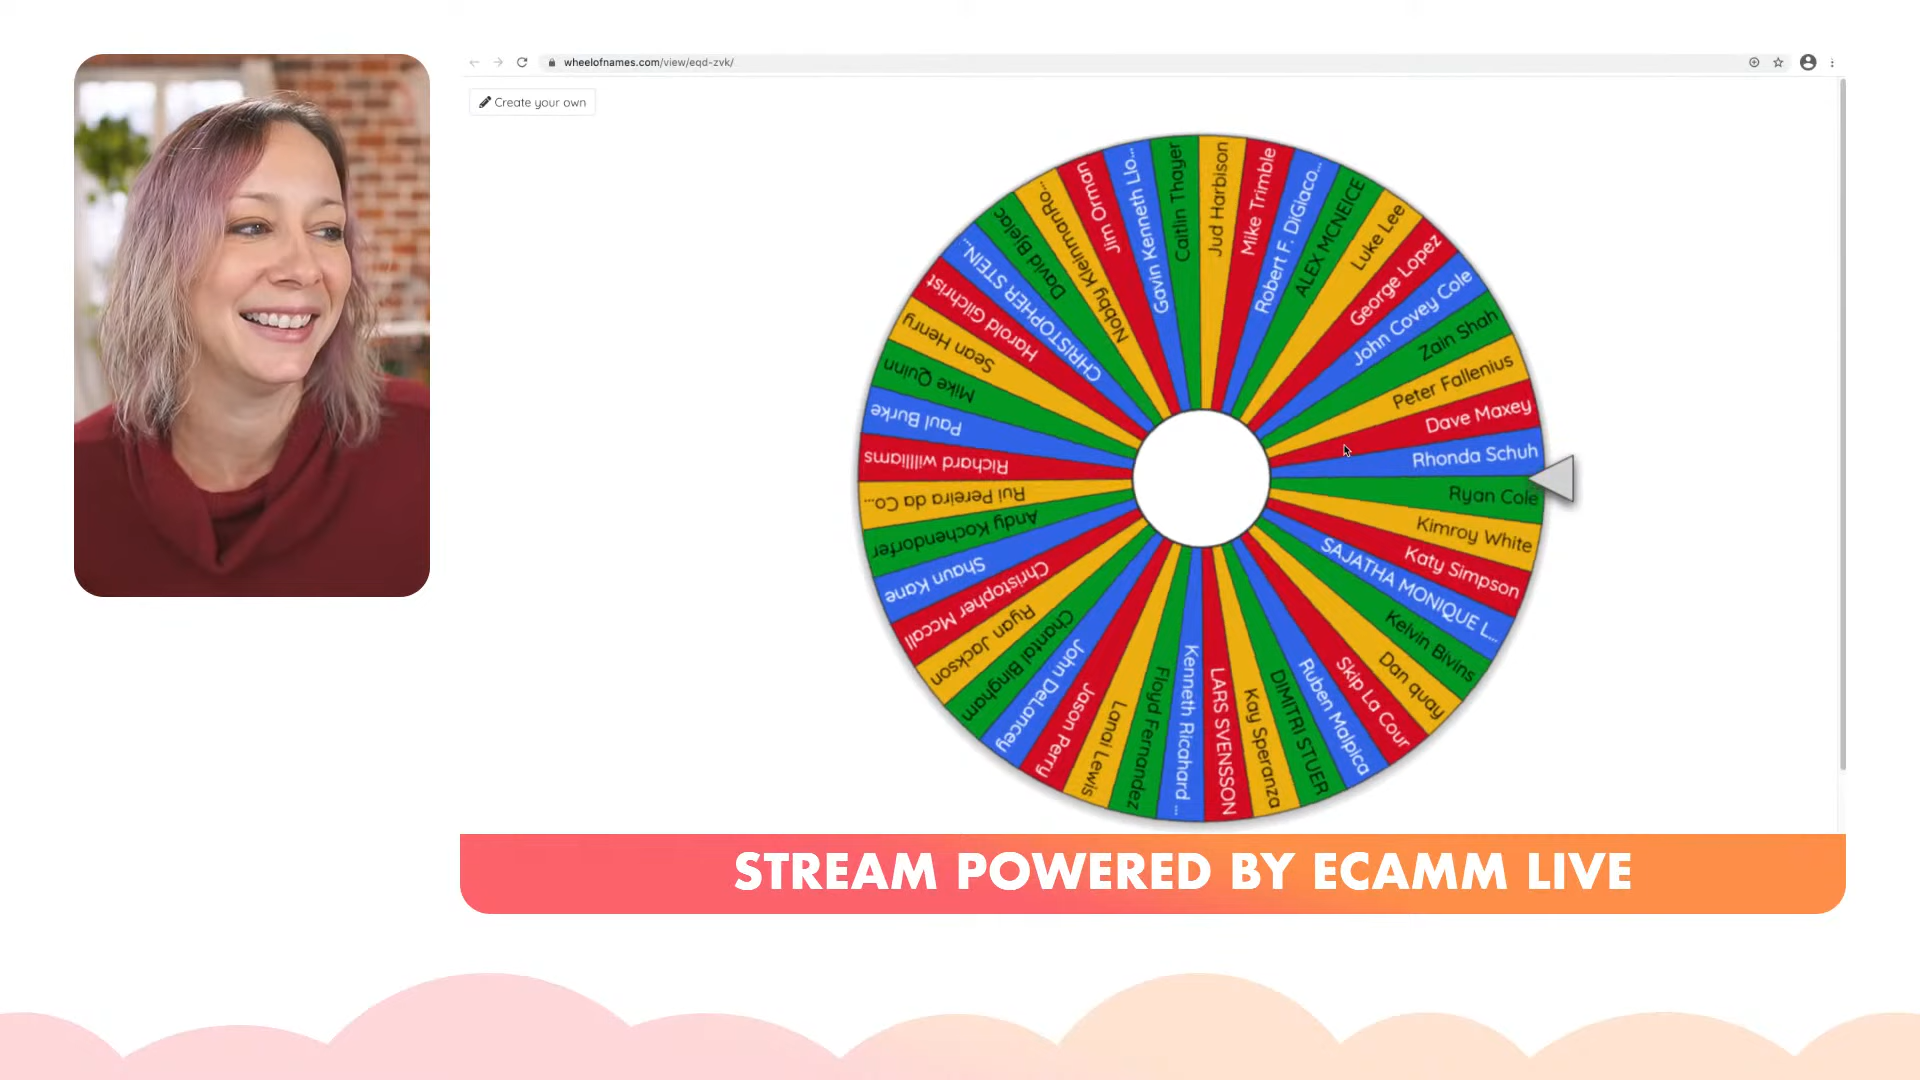 wheelofnames.com/view/eqd-zvk/
Create your own
Jud Harbison
Mike Trimble
Robert F. DiGiaco...
ALEX MCNEICE
Luke Lee
George Lopez
John Covey Cole
Zain Shah
Peter Fallenius
Dave Maxey
Rhonda Schuh
Ryan Cole
Kimroy White
Katy Simpson
SAJATHA MONIQUE L...
Kelvin Bivins
Dan quay
Skip La Cour
Ruben Malpica
DIMITRI STUER
Kay Speranza
LARS SVENSSON
Kenneth Ricahard ...
Floyd Fernandez
Lamai Lewis
Jason Perry
John DeLancey
Chantal Bingham
Ryan Jackson
Christopher Mccall
Shaun Kane
Andy Kochendorfer
Rui Pereira da Co...
Richard willliams
Paul Burke
Mike Quinn
Sean Henry
Harold Gilchrist
CHRISTOPHER STEIN...
David Bjelac
Nobby KleinmanRo...
Jim Orman
Gavin Kenneth Llo...
Caitlin Thayer
STREAM POWERED BY ECAMM LIVE